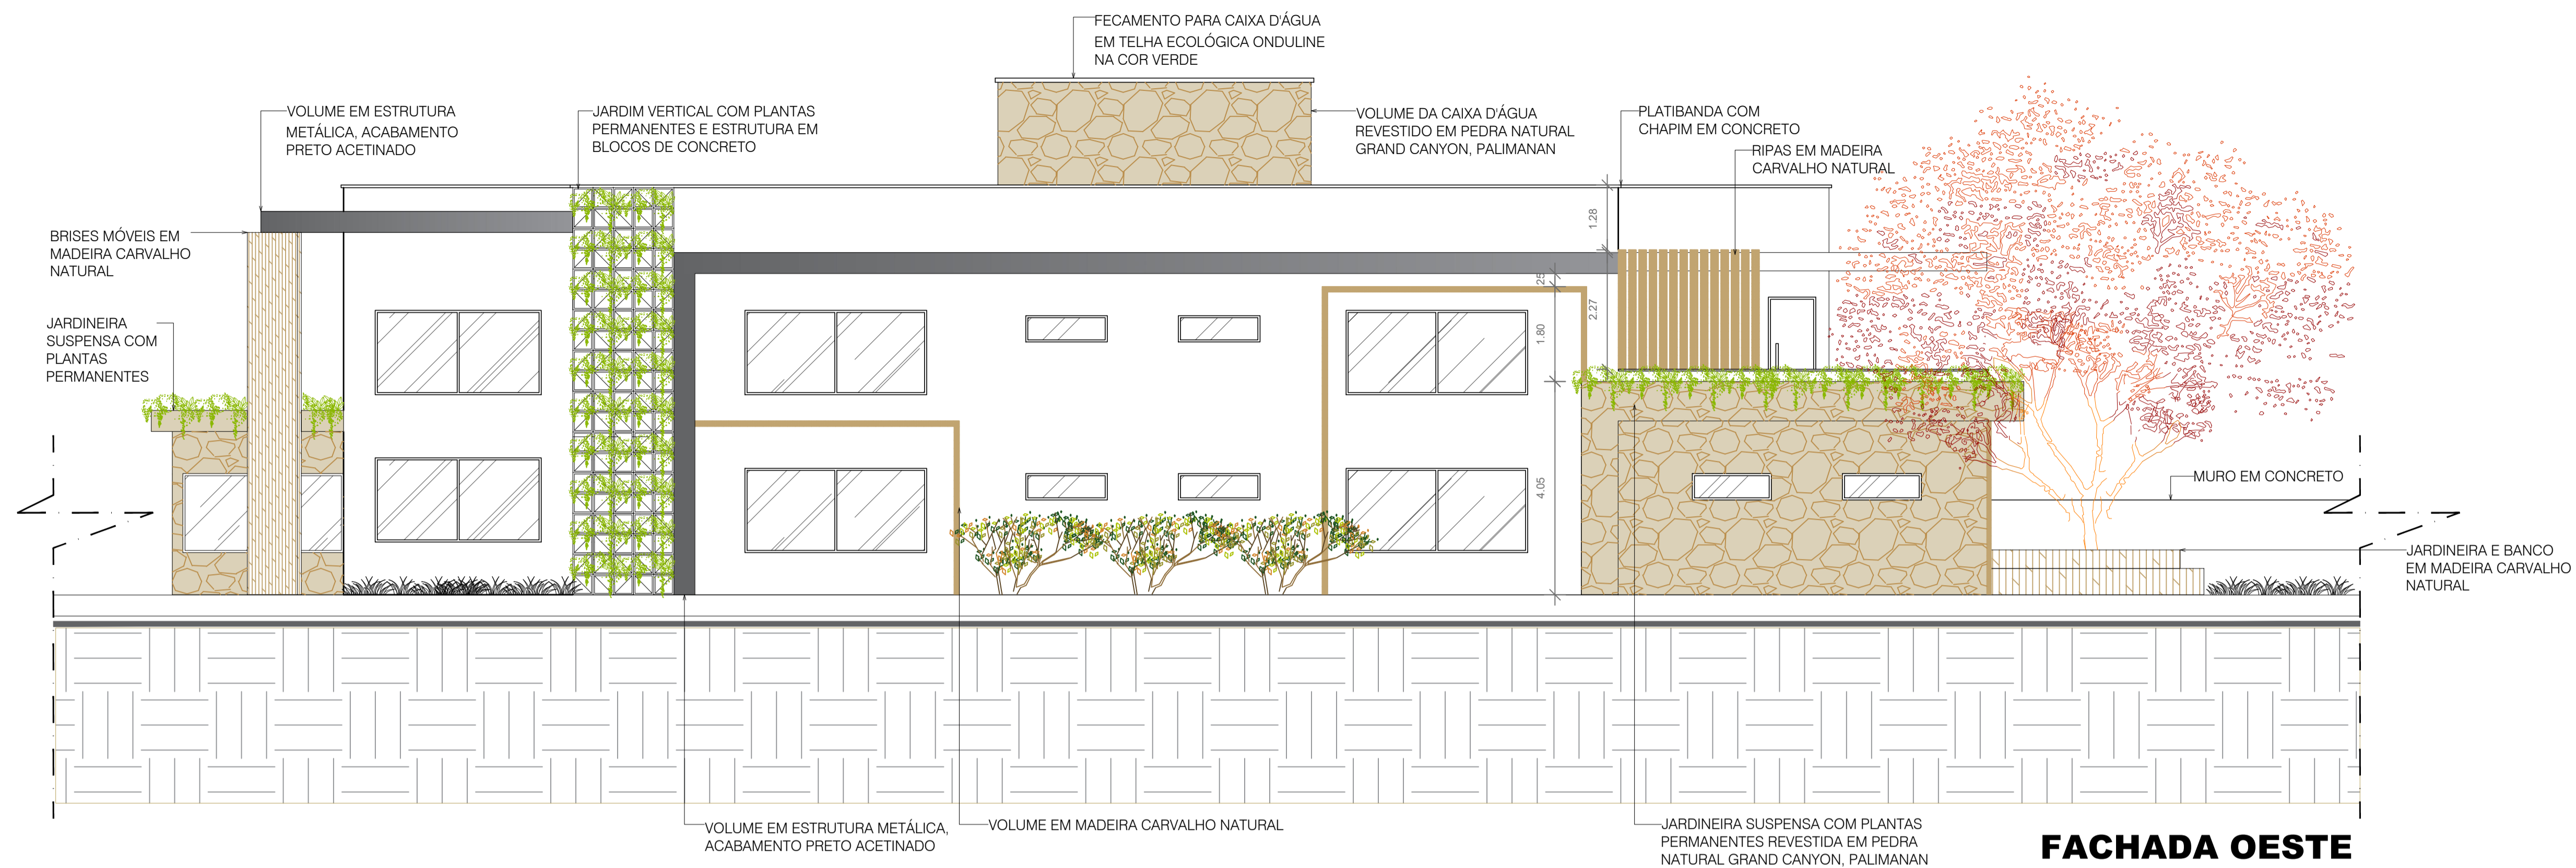 FECAMENTO PARA CAIXA D'ÁGUA
EM TELHA ECOLÓGICA ONDULINE
NA COR VERDE
VOLUME EM ESTRUTURA
METÁLICA, ACABAMENTO
PRETO ACETINADO
JARDIM VERTICAL COM PLANTAS
PERMANENTES E ESTRUTURA EM
BLOCOS DE CONCRETO
VOLUME DA CAIXA D'ÁGUA
REVESTIDO EM PEDRA NATURAL
GRAND CANYON, PALIMANAN
PLATIBANDA COM
CHAPIM EM CONCRETO
RIPAS EM MADEIRA
CARVALHO NATURAL
BRISES MÓVEIS EM
MADEIRA CARVALHO
NATURAL
JARDINEIRA
SUSPENSA COM
PLANTAS
PERMANENTES
1.28
25
2.27
1.80
4.05
MURO EM CONCRETO
JARDINEIRA E BANCO
EM MADEIRA CARVALHO
NATURAL
VOLUME EM ESTRUTURA METÁLICA,
ACABAMENTO PRETO ACETINADO
VOLUME EM MADEIRA CARVALHO NATURAL
JARDINEIRA SUSPENSA COM PLANTAS
PERMANENTES REVESTIDA EM PEDRA
NATURAL GRAND CANYON, PALIMANAN
FACHADA OESTE